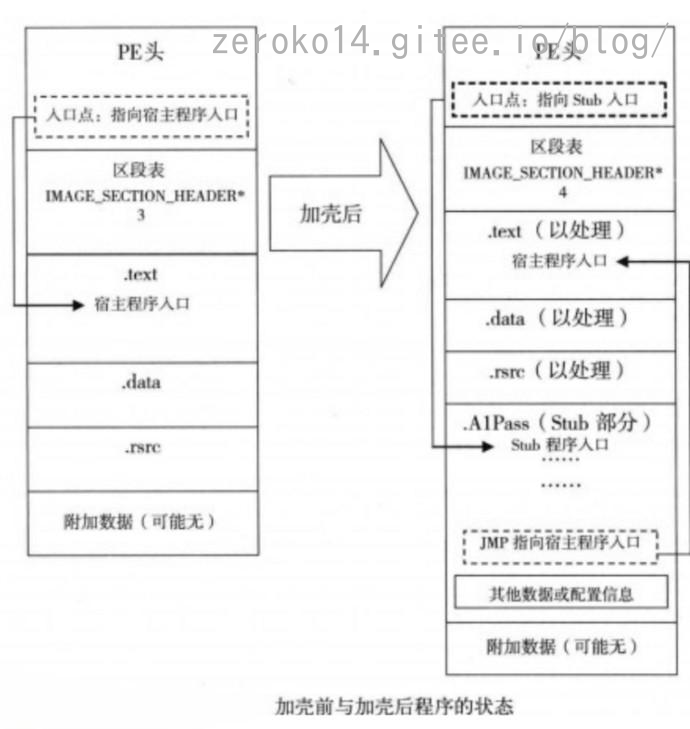 zeroko14.gitee.io/blog/
PE头
入口点：指向宿主程序入口
区段表
IMAGE_SECTION_HEADER*
3
.text
宿主程序入口
.data
.rsrc
附加数据（可能无）
加壳后
PE头
入口点：指向 Stub 入口
区段表
IMAGE_SECTION_HEADER*
4
.text（以处理）
宿主程序入口
.data（以处理）
.rsrc（以处理）
.A1Pass（Stub 部分）
Stub 程序入口
……
……
JMP 指向宿主程序入口
其他数据或配置信息
附加数据（可能无）
加壳前与加壳后程序的状态